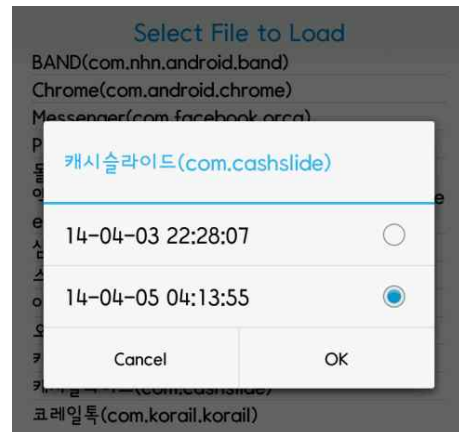 Select File to Load
BAND(com.nhn.android.band)
Chrome(com.android.chrome)
Messenger(com.facebook.orca)
캐시슬라이드(com.cashslide)
14-04-03 22:28:07
14-04-05 04:13:55
Cancel OK
코레일톡(com.korail.korail)